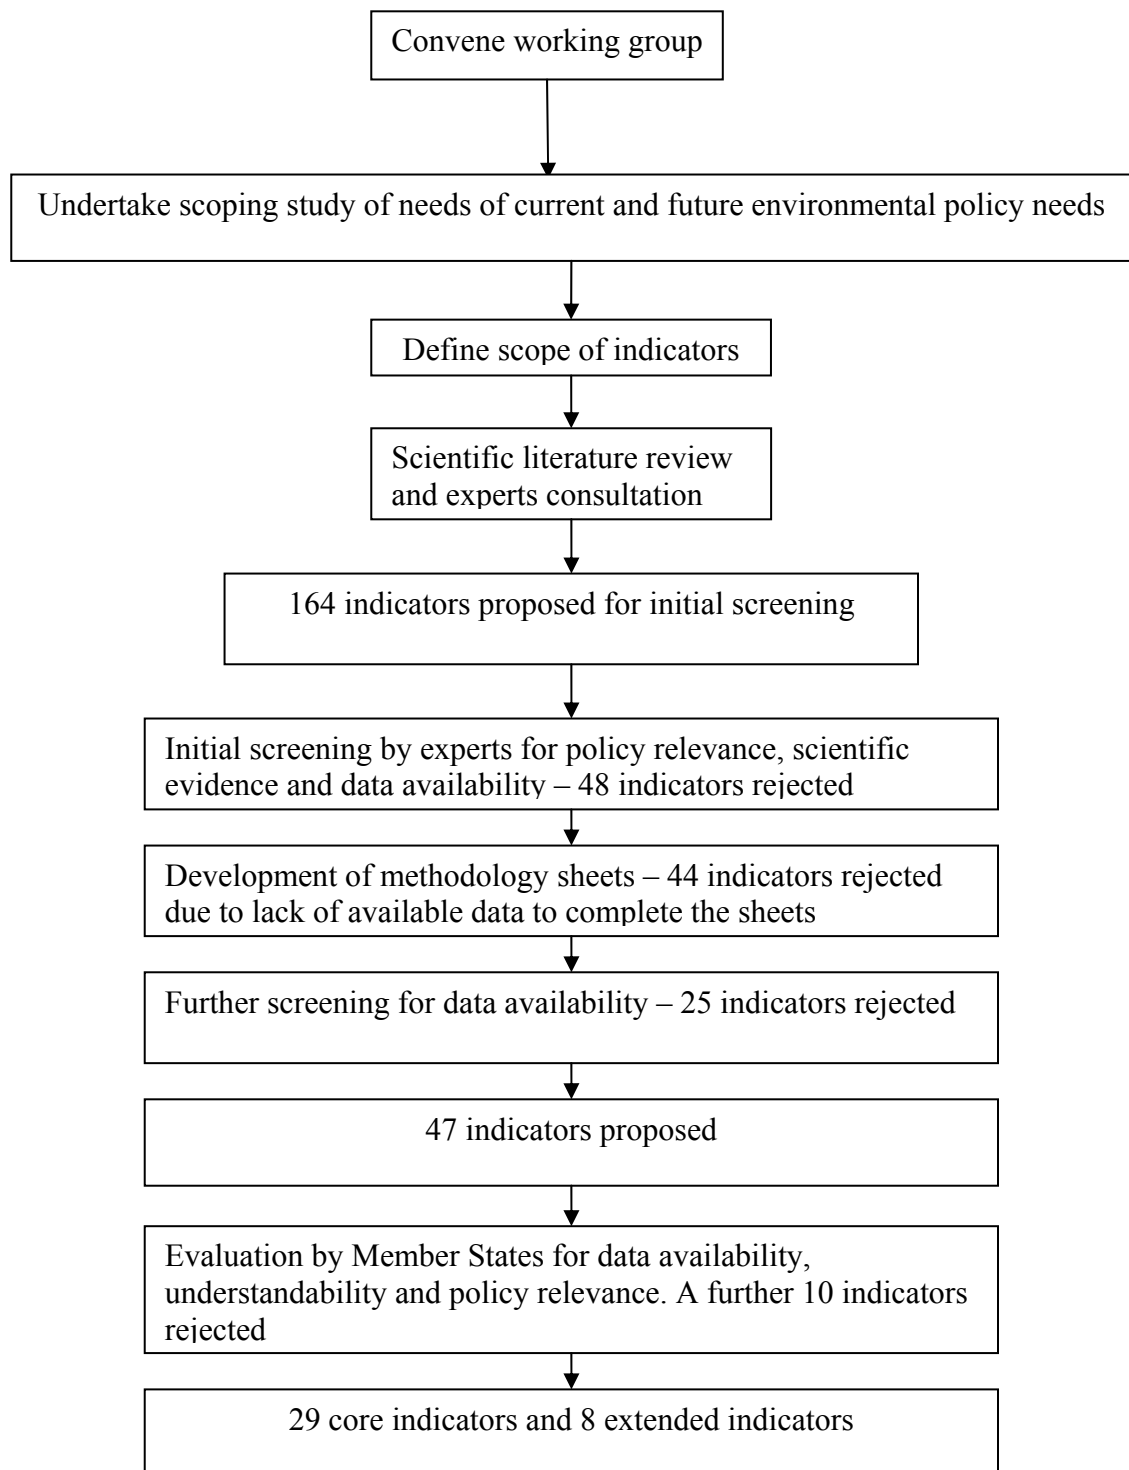 Convene working group
Undertake scoping study of needs of current and future environmental policy needs
Define scope of indicators
Scientific literature review
and experts consultation
164 indicators proposed for initial screening
Initial screening by experts for policy relevance, scientific
evidence and data availability – 48 indicators rejected
Development of methodology sheets – 44 indicators rejected
due to lack of available data to complete the sheets
Further screening for data availability – 25 indicators rejected
47 indicators proposed
Evaluation by Member States for data availability,
understandability and policy relevance. A further 10 indicators
rejected
29 core indicators and 8 extended indicators